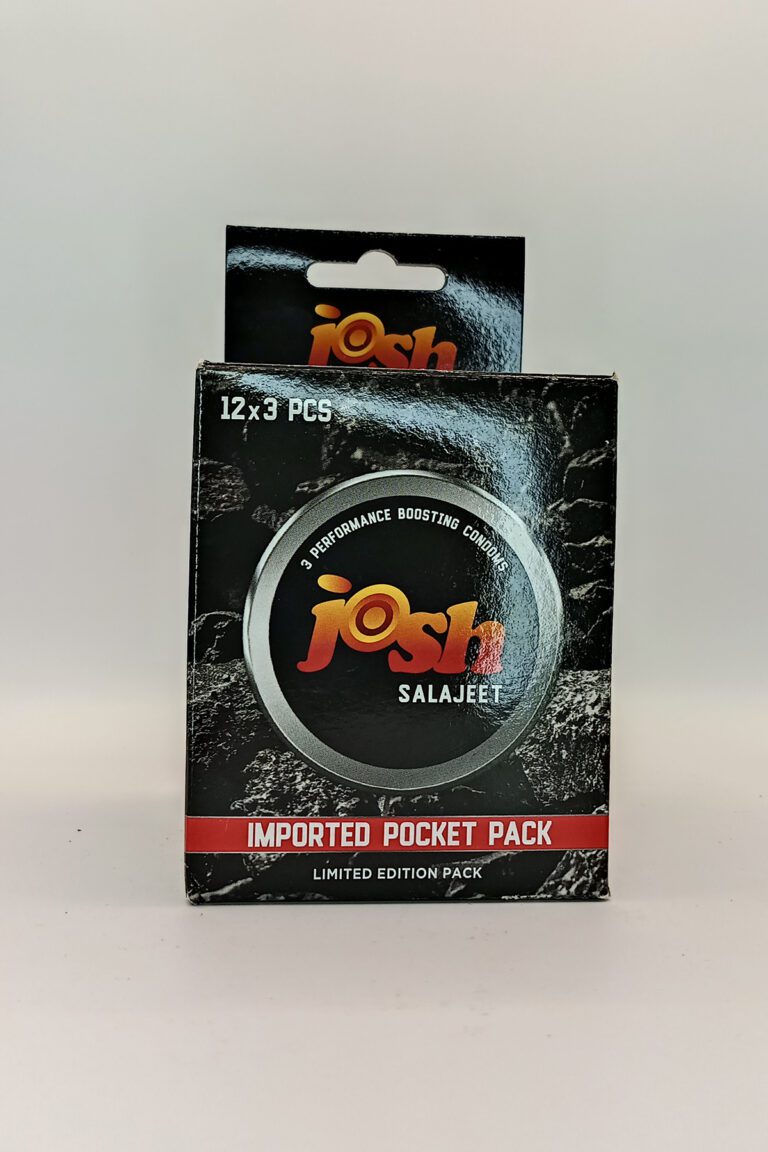 josh
12x3 PCS
3 PERFORMANCE BOOSTING CONDOMS
josh
SALAJEET
IMPORTED POCKET PACK
LIMITED EDITION PACK